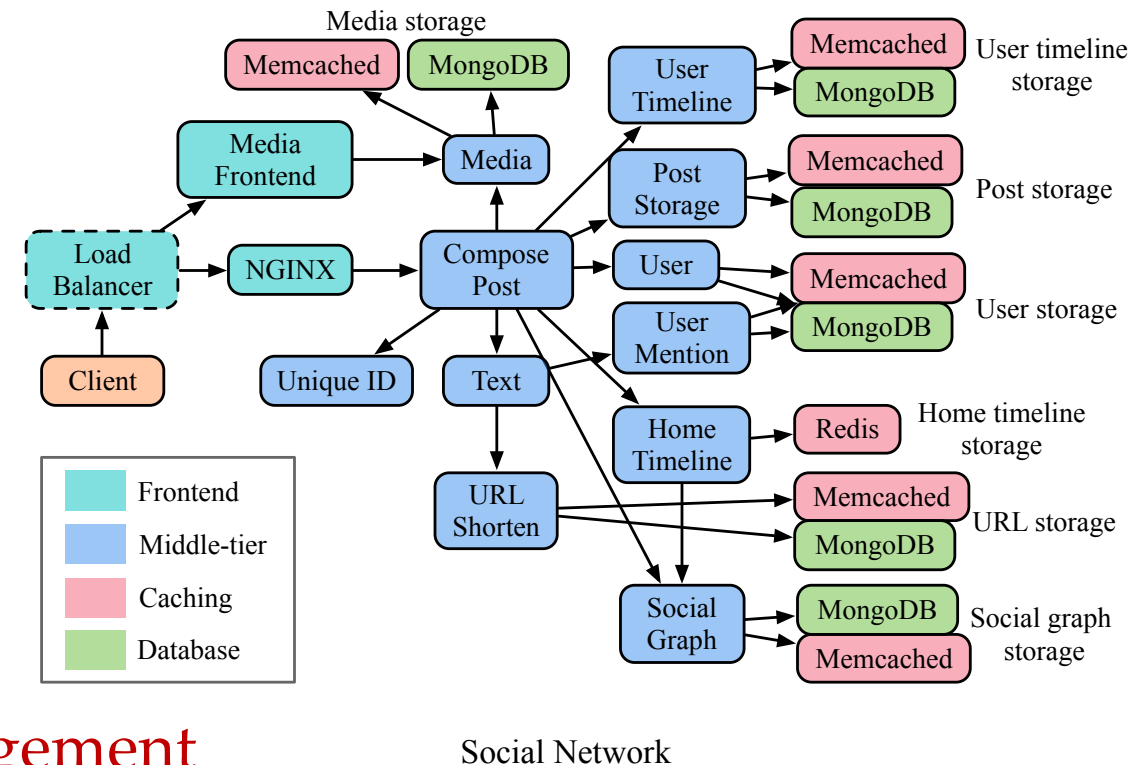 Media storage
Memcached
MongoDB
Media
Frontend
Media
Load
Balancer
NGINX
Compose
Post
Client
Unique ID
Text
URL
Shorten
User
Timeline
Memcached
MongoDB
User timeline
storage
Post
Storage
Memcached
MongoDB
Post storage
User
User
Mention
Memcached
MongoDB
User storage
Home
Timeline
Redis
Home timeline
storage
Memcached
MongoDB
URL storage
Social
Graph
MongoDB
Memcached
Social graph
storage
Frontend
Middle-tier
Caching
Database
gement
Social Network